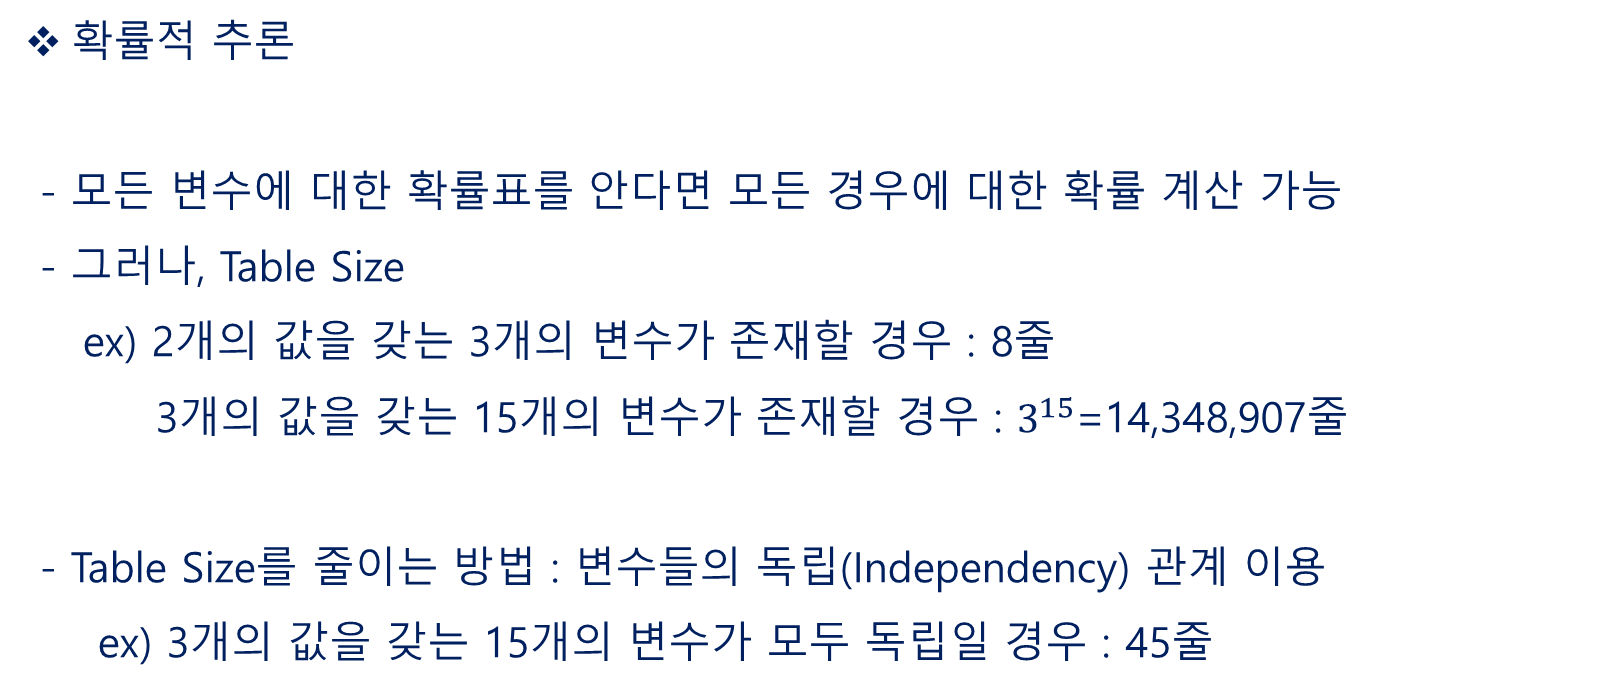 ❖ 확률적 추론
- 모든 변수에 대한 확률표를 안다면 모든 경우에 대한 확률 계산 가능
- 그러나, Table Size
ex) 2개의 값을 갖는 3개의 변수가 존재할 경우 : 8줄
3개의 값을 갖는 15개의 변수가 존재할 경우 : 3¹⁵=14,348,907줄
- Table Size를 줄이는 방법 : 변수들의 독립(Independency) 관계 이용
ex) 3개의 값을 갖는 15개의 변수가 모두 독립일 경우 : 45줄